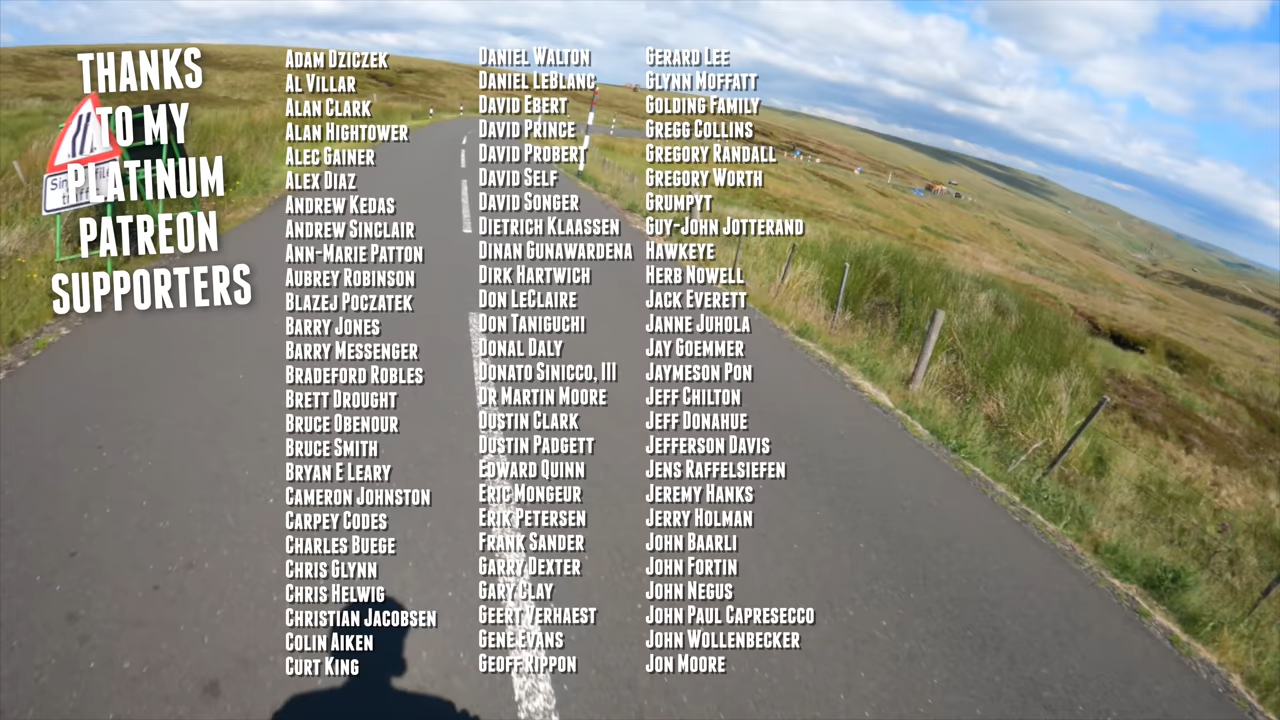 THANKS
TO MY
PLATINUM
PATREON
SUPPORTERS
ADAM DZICZEK
AL VILLAR
ALAN CLARK
ALAN HIGHTOWER
ALEC GAINER
ALEX DIAZ
ANDREW KEDAS
ANDREW SINCLAIR
ANN-MARIE PATTON
AUBREY ROBINSON
BLAZEJ POCZATEK
BARRY JONES
BARRY MESSENGER
BRADEFORD ROBLES
BRETT DROUGHT
BRUCE OBENOUR
BRUCE SMITH
BRYAN E LEARY
CAMERON JOHNSTON
CARPEY CODES
CHARLES BUEGE
CHRIS GLYNN
CHRIS HELWIG
CHRISTIAN JACOBSEN
COLIN AIKEN
CURT KING
DANIEL WALTON
DANIEL LEBLANC
DAVID EBERT
DAVID PRINCE
DAVID PROBERT
DAVID SELF
DAVID SONGER
DIETRICH KLAASSEN
DINAN GUNAWARDENA
DIRK HARTWICH
DON LECLAIRE
DON TANIGUCHI
DONAL DALY
DONATO SINICCO, III
DR MARTIN MOORE
DUSTIN CLARK
DUSTIN PADGETT
EDWARD QUINN
ERIC MONGEUR
ERIK PETERSEN
FRANK SANDER
GARRY DEXTER
GARY CLAY
GEERT VERHAEST
GENE EVANS
GEOFF RIPPON
GERARD LEE
GLYNN MOFFATT
GOLDING FAMILY
GREGG COLLINS
GREGORY RANDALL
GREGORY WORTH
GRUMPYT
GUY-JOHN JOTTERAND
HAWKEYE
HERB NOWELL
JACK EVERETT
JANNE JUHOLA
JAY GOEMMER
JAYMESON PON
JEFF CHILTON
JEFF DONAHUE
JEFFERSON DAVIS
JENS RAFFELSIEFEN
JEREMY HANKS
JERRY HOLMAN
JOHN BAARLI
JOHN FORTIN
JOHN NEGUS
JOHN PAUL CAPRESECCO
JOHN WOLLENBECKER
JON MOORE